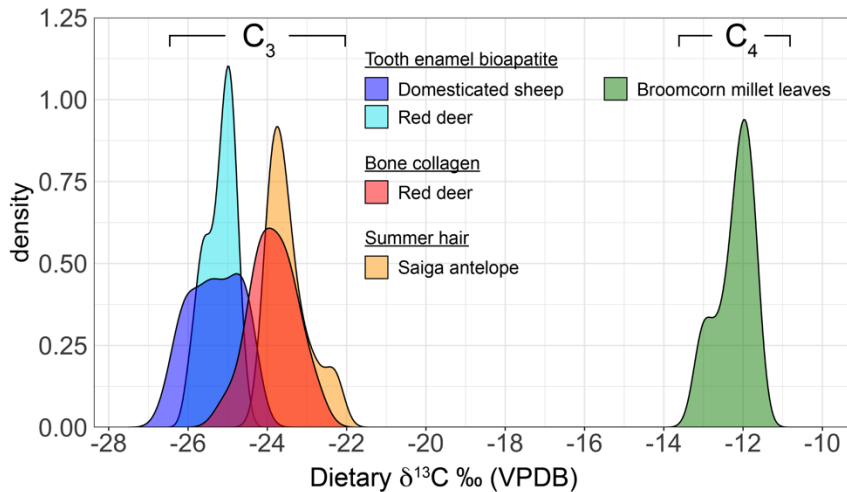 C₃
C₄
Tooth enamel bioapatite
Domesticated sheep
Red deer
Bone collagen
Red deer
Summer hair
Saiga antelope
Broomcorn millet leaves
density
1.25
1.00
0.75
0.50
0.25
0.00
-28 -26 -24 -22 -20 -18 -16 -14 -12 -10
Dietary δ¹³C ‰ (VPDB)